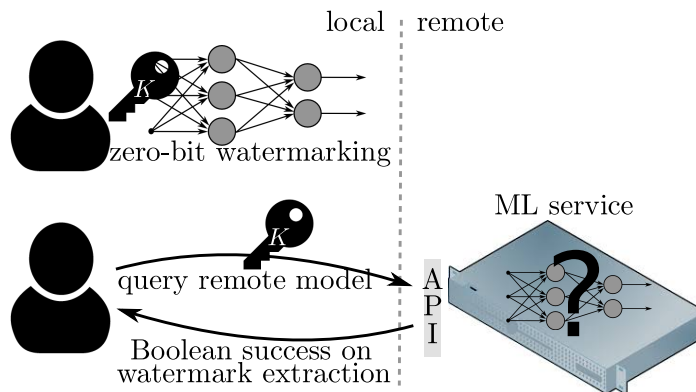 local
remote
K
zero-bit watermarking
ML service
K
query remote model
A
P
I
?
Boolean success on
watermark extraction